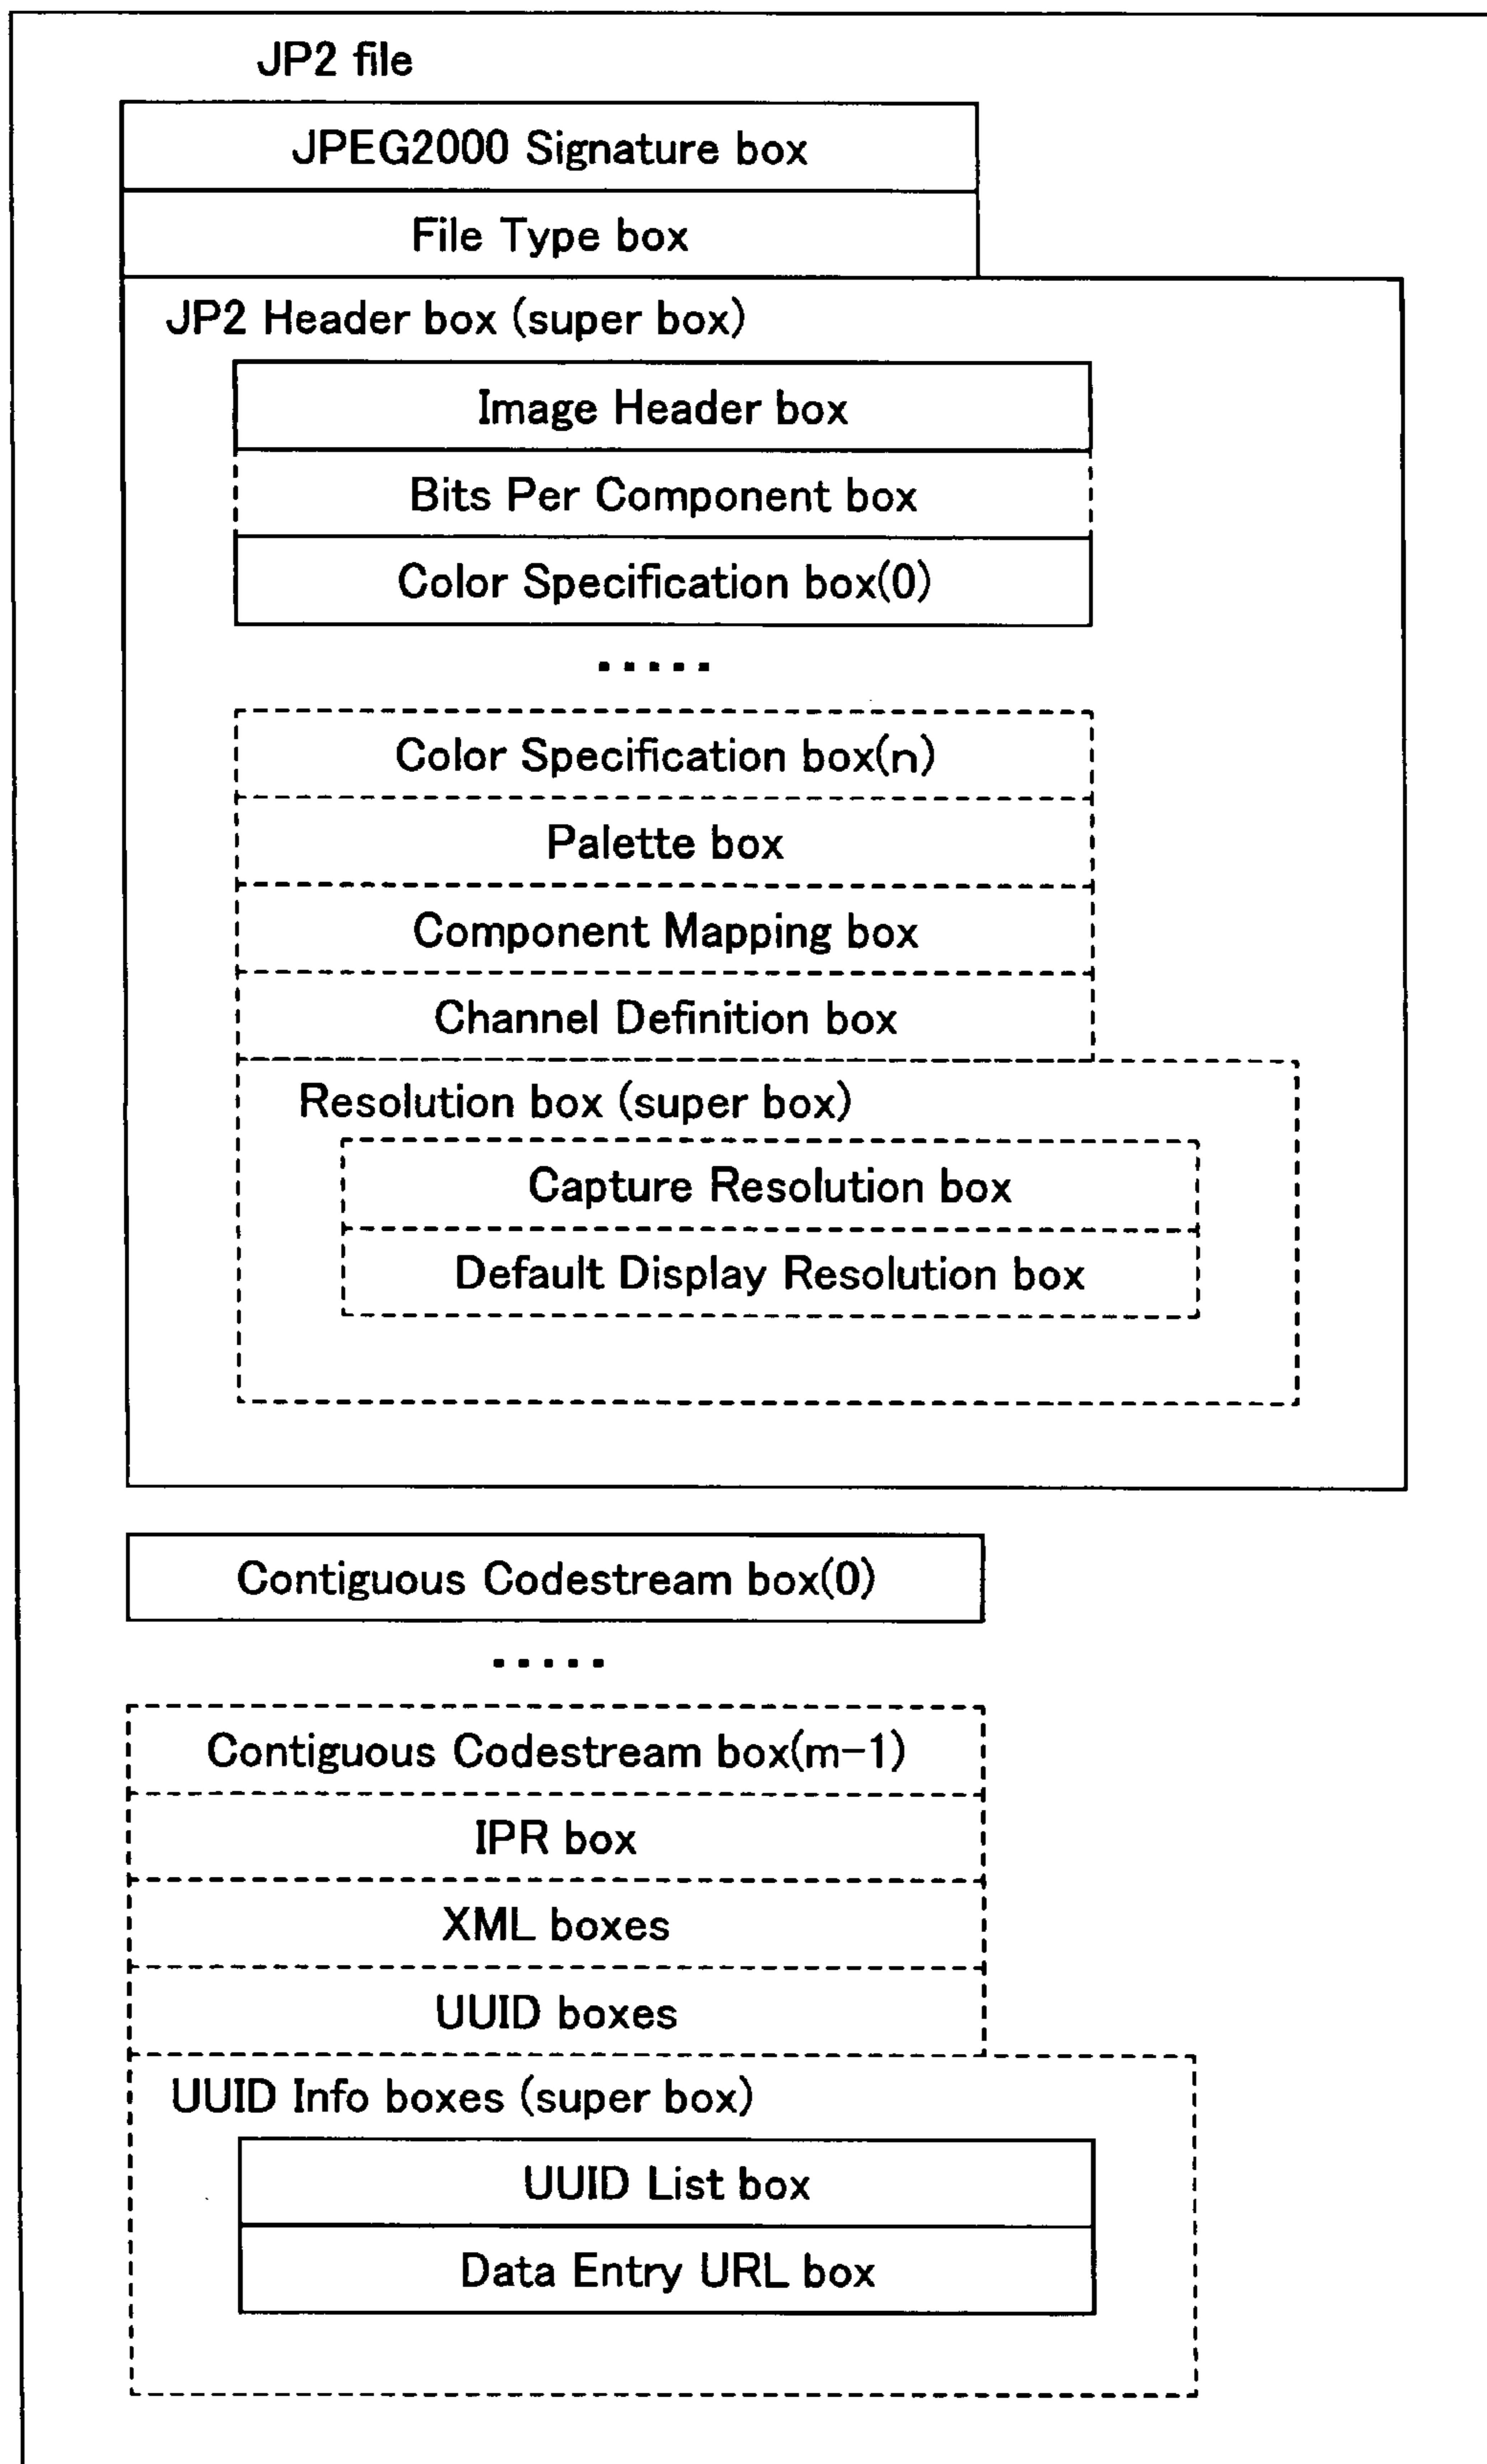 JP2 file
JPEG2000 Signature box
File Type box
JP2 Header box (super box)
Image Header box
Bits Per Component box
Color Specification box(0)
.....
Color Specification box(n)
Palette box
Component Mapping box
Channel Definition box
Resolution box (super box)
Capture Resolution box
Default Display Resolution box
Contiguous Codestream box(0)
.....
Contiguous Codestream box(m-1)
IPR box
XML boxes
UUID boxes
UUID Info boxes (super box)
UUID List box
Data Entry URL box